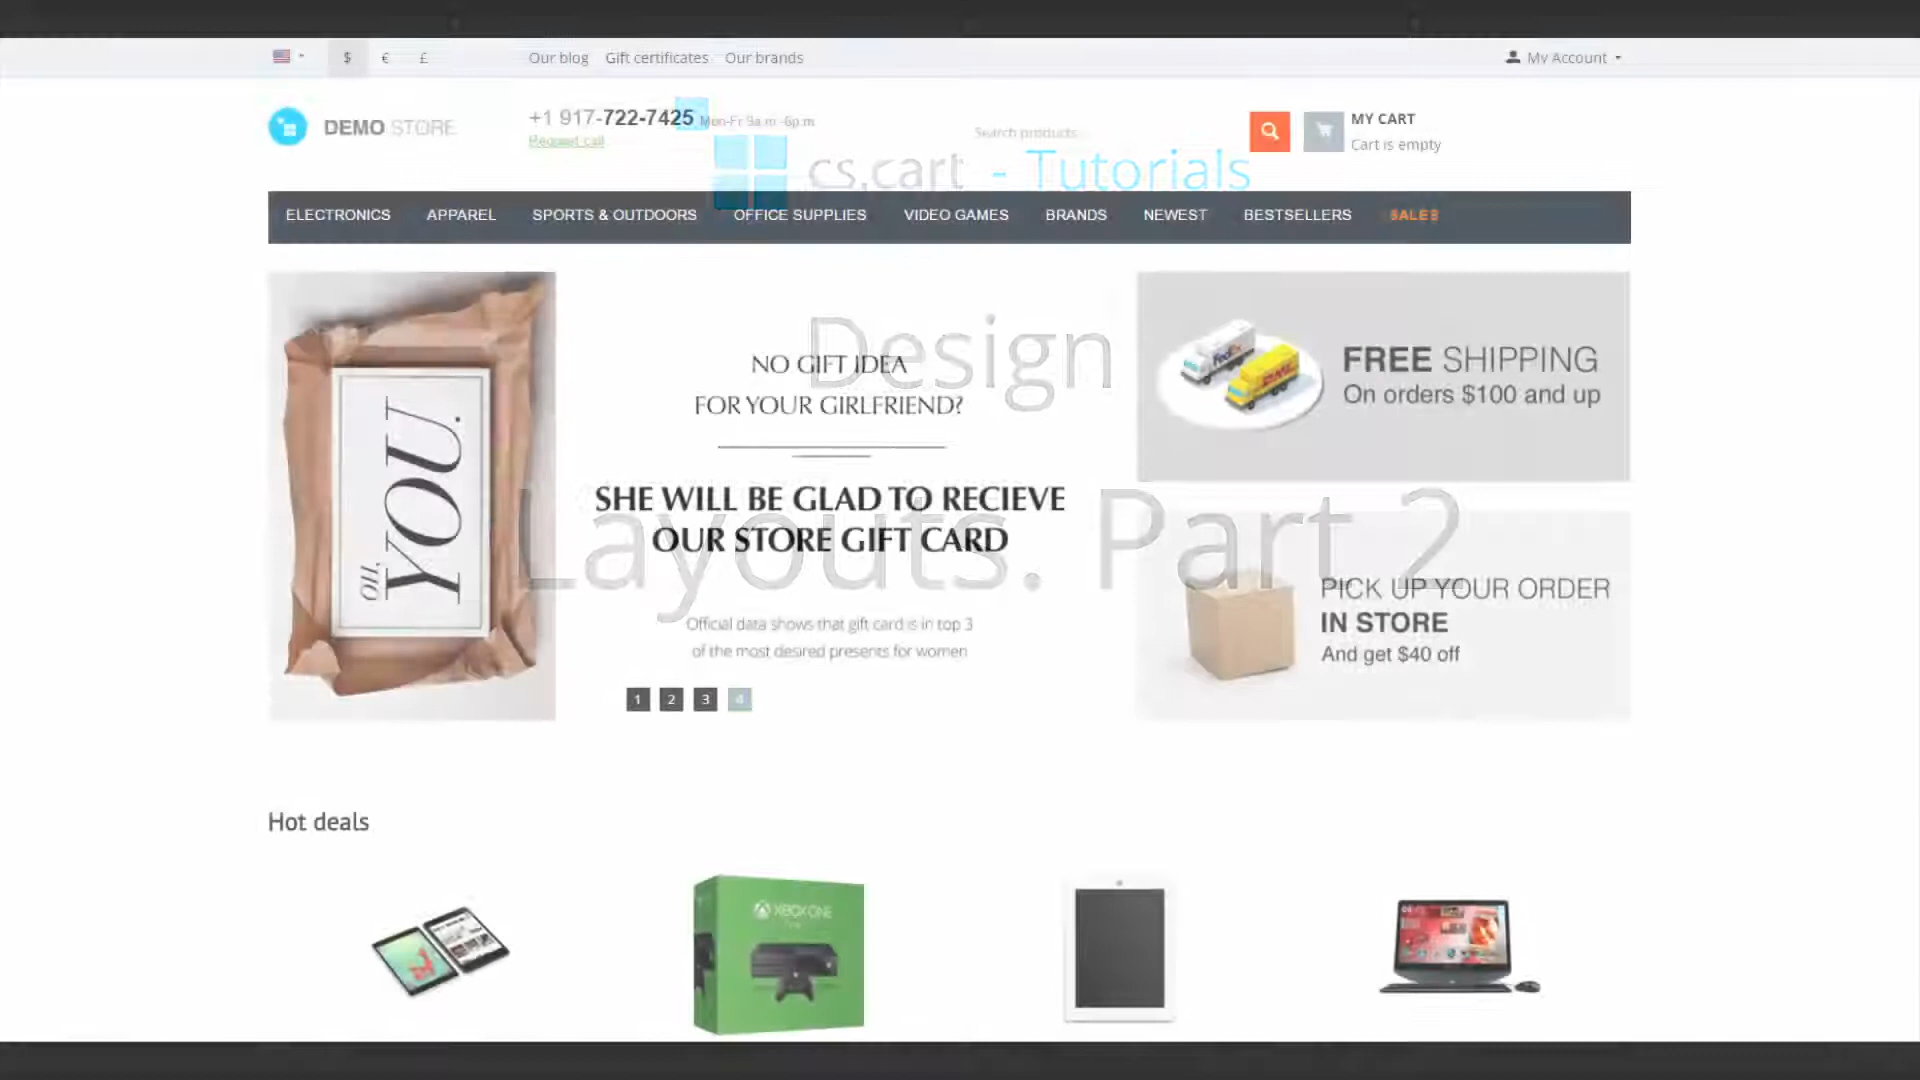 $ € £ Our blog Gift certificates Our brands My Account
DEMO STORE
+1 917-722-7425 Mon-Fr 9a.m.-6p.m.
Request call
Search products
MY CART
Cart is empty
cs.cart - Tutorials
ELECTRONICS APPAREL SPORTS & OUTDOORS OFFICE SUPPLIES VIDEO GAMES BRANDS NEWEST BESTSELLERS SALES
Design
Layouts. Part 2
OH,
YOU.
NO GIFT IDEA
FOR YOUR GIRLFRIEND?
SHE WILL BE GLAD TO RECIEVE
OUR STORE GIFT CARD
Official data shows that gift card is in top 3
of the most desired presents for women
1 2 3 4
FedEx
DHL
FREE SHIPPING
On orders $100 and up
PICK UP YOUR ORDER
IN STORE
And get $40 off
Hot deals
XBOX ONE